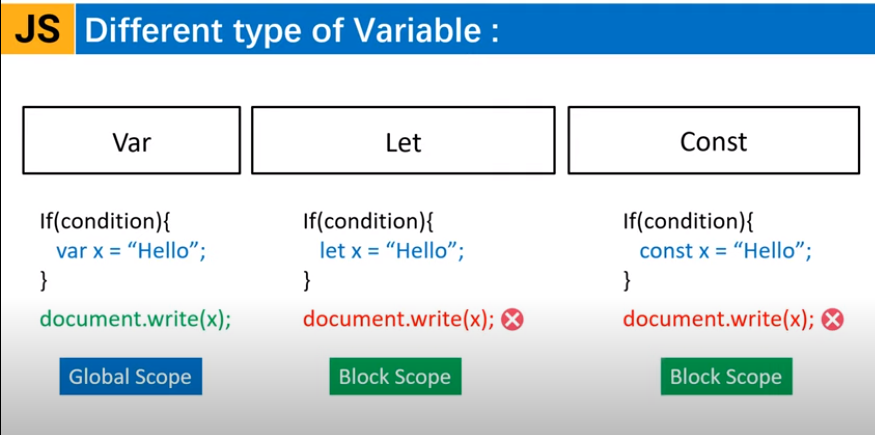 JS Different type of Variable :
Var
Let
Const
If(condition){
var x = “Hello”;
}
document.write(x);
Global Scope
If(condition){
let x = “Hello”;
}
document.write(x);
Block Scope
If(condition){
const x = “Hello”;
}
document.write(x);
Block Scope